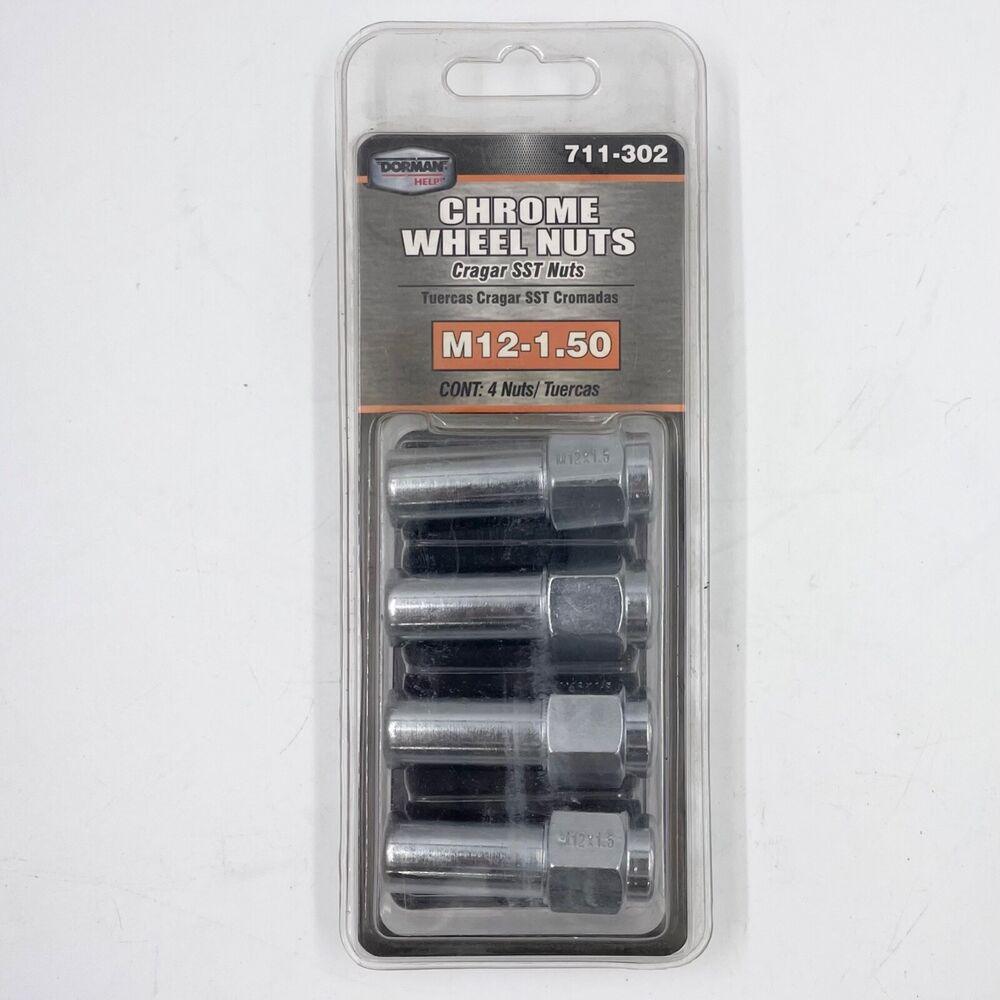 DORMAN
HELP!
711-302
CHROME
WHEEL NUTS
Cragar SST Nuts
Tuercas Cragar SST Cromadas
M12-1.50
CONT: 4 Nuts/ Tuercas
M12X1.5
M12X1.5